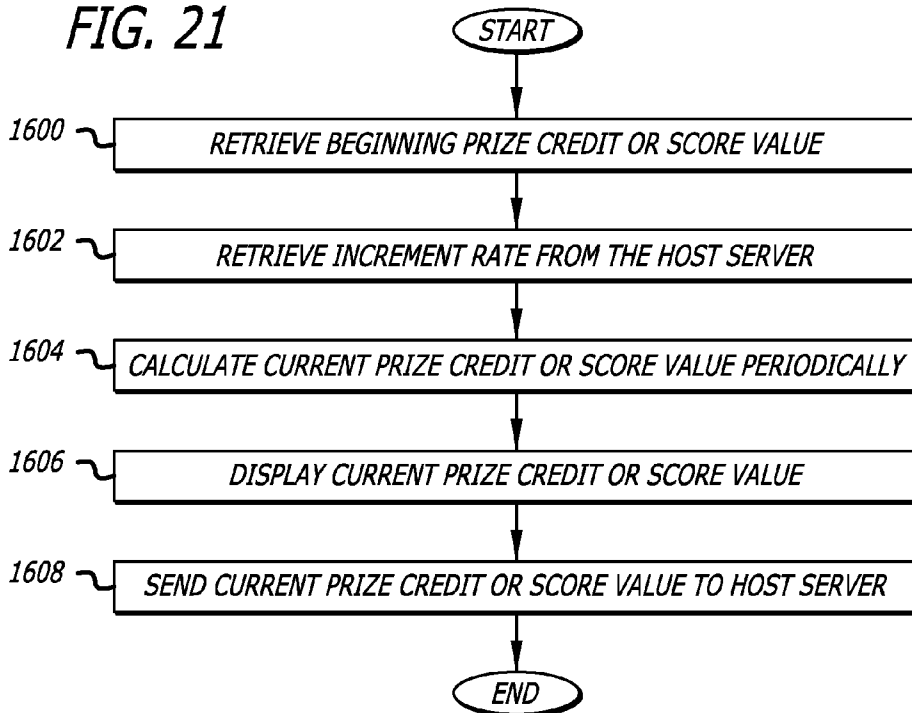 FIG. 21
START
1600
RETRIEVE BEGINNING PRIZE CREDIT OR SCORE VALUE
1602
RETRIEVE INCREMENT RATE FROM THE HOST SERVER
1604
CALCULATE CURRENT PRIZE CREDIT OR SCORE VALUE PERIODICALLY
1606
DISPLAY CURRENT PRIZE CREDIT OR SCORE VALUE
1608
SEND CURRENT PRIZE CREDIT OR SCORE VALUE TO HOST SERVER
END